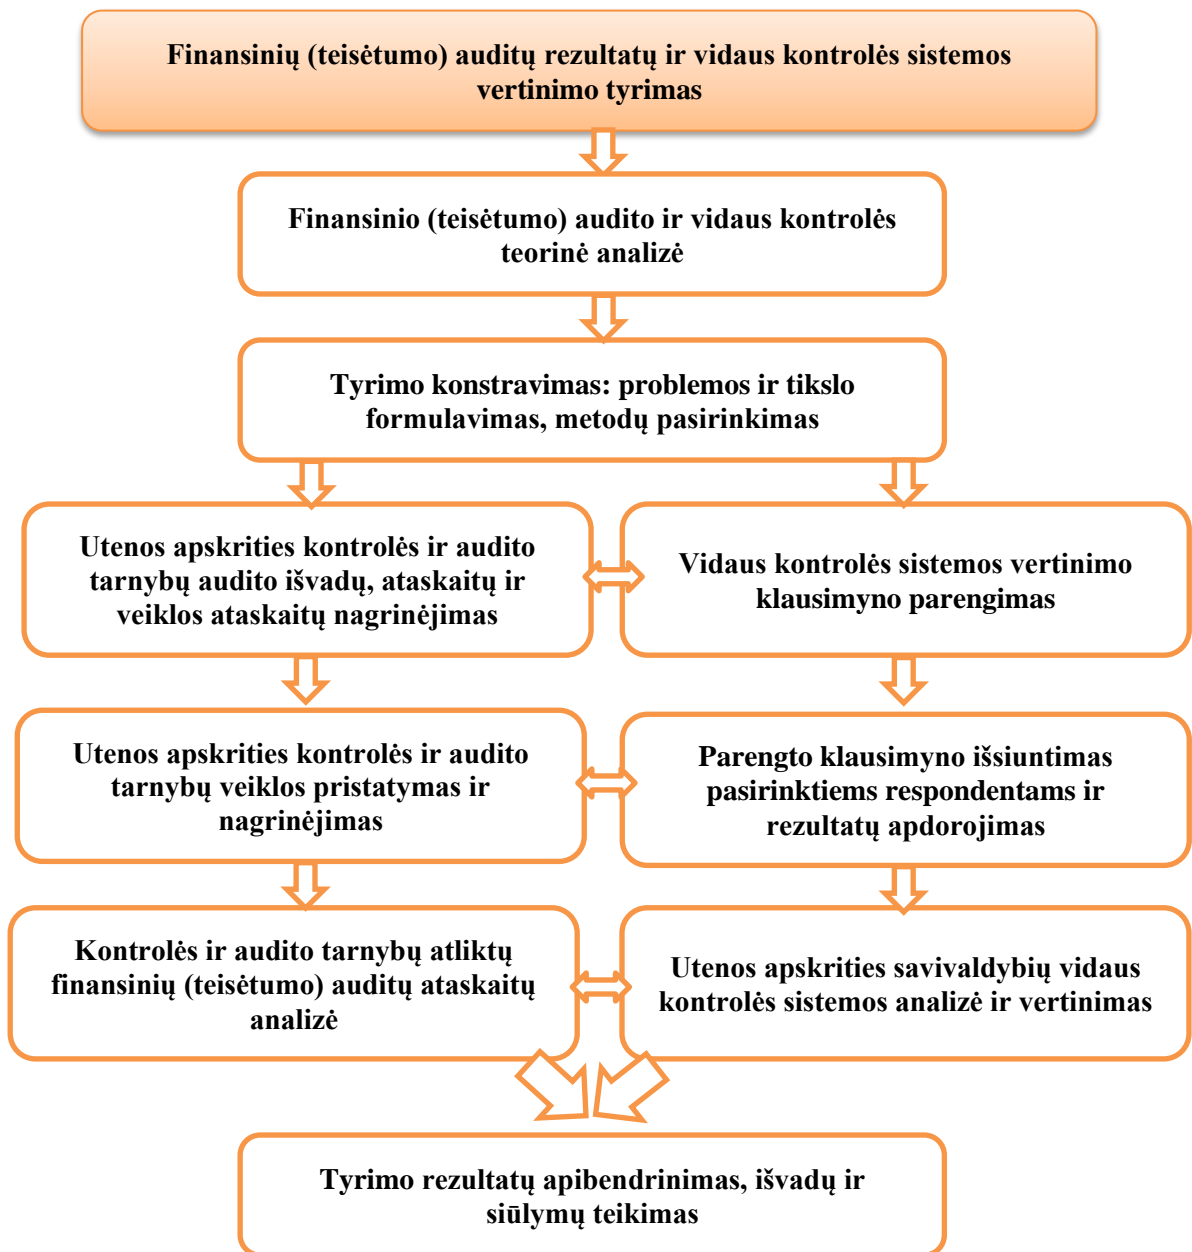 Finansinių (teisėtumo) auditų rezultatų ir vidaus kontrolės sistemos
vertinimo tyrimas
Finansinio (teisėtumo) audito ir vidaus kontrolės
teorinė analizė
Tyrimo konstravimas: problemos ir tikslo
formulavimas, metodų pasirinkimas
Utenos apskrities kontrolės ir audito
tarnybų audito išvadų, ataskaitų ir
veiklos ataskaitų nagrinėjimas
Vidaus kontrolės sistemos vertinimo
klausimyno parengimas
Utenos apskrities kontrolės ir audito
tarnybų veiklos pristatymas ir
nagrinėjimas
Parengto klausimyno išsiuntimas
pasirinktiems respondentams ir
rezultatų apdorojimas
Kontrolės ir audito tarnybų atliktų
finansinių (teisėtumo) auditų ataskaitų
analizė
Utenos apskrities savivaldybių vidaus
kontrolės sistemos analizė ir vertinimas
Tyrimo rezultatų apibendrinimas, išvadų ir
siūlymų teikimas